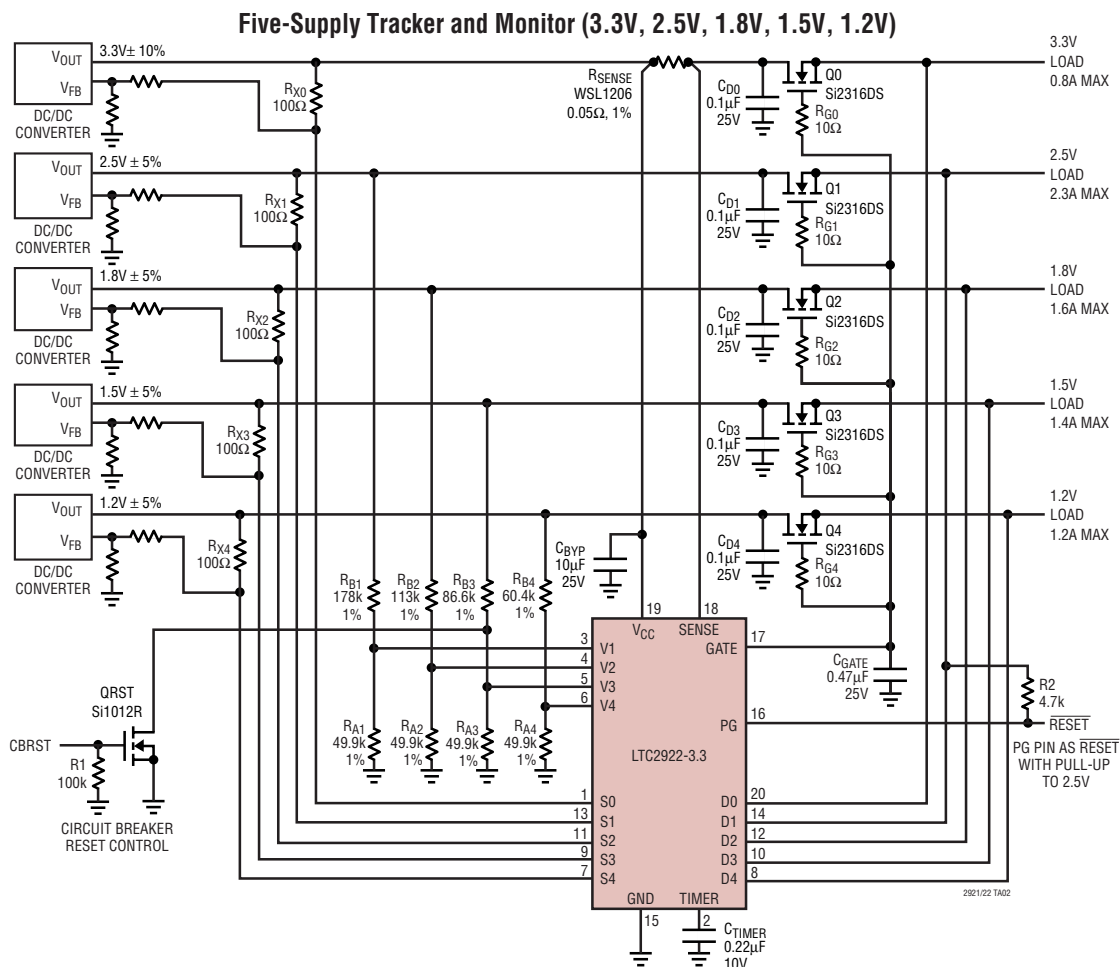 Five-Supply Tracker and Monitor (3.3V, 2.5V, 1.8V, 1.5V, 1.2V)
VOUT
3.3V± 10%
VFB
DC/DC
CONVERTER
RX0
100Ω
RSENSE
WSL1206
0.05Ω, 1%
CD0
0.1µF
25V
Q0
Si2316DS
RG0
10Ω
3.3V
LOAD
0.8A MAX
VOUT
2.5V ± 5%
VFB
DC/DC
CONVERTER
RX1
100Ω
CD1
0.1µF
25V
Q1
Si2316DS
RG1
10Ω
2.5V
LOAD
2.3A MAX
VOUT
1.8V ± 5%
VFB
DC/DC
CONVERTER
RX2
100Ω
CD2
0.1µF
25V
Q2
Si2316DS
RG2
10Ω
1.8V
LOAD
1.6A MAX
VOUT
1.5V ± 5%
VFB
DC/DC
CONVERTER
RX3
100Ω
CD3
0.1µF
25V
Q3
Si2316DS
RG3
10Ω
1.5V
LOAD
1.4A MAX
VOUT
1.2V ± 5%
VFB
DC/DC
CONVERTER
RX4
100Ω
CD4
0.1µF
25V
Q4
Si2316DS
RG4
10Ω
1.2V
LOAD
1.2A MAX
CBYP
10µF
25V
RB1
178k
1%
RB2
113k
1%
RB3
86.6k
1%
RB4
60.4k
1%
19
18
VCC
SENSE
3
V1
4
V2
5
V3
6
V4
GATE
17
CGATE
0.47µF
25V
R2
4.7k
PG
16
RESET
PG PIN AS RESET
WITH PULL-UP
TO 2.5V
QRST
Si1012R
CBRST
R1
100k
CIRCUIT BREAKER
RESET CONTROL
RA1
49.9k
1%
RA2
49.9k
1%
RA3
49.9k
1%
RA4
49.9k
1%
LTC2922-3.3
1
S0
13
S1
11
S2
9
S3
7
S4
D0
20
D1
14
D2
12
D3
10
D4
8
GND
TIMER
15
2
CTIMER
0.22µF
10V
2921/22 TA02